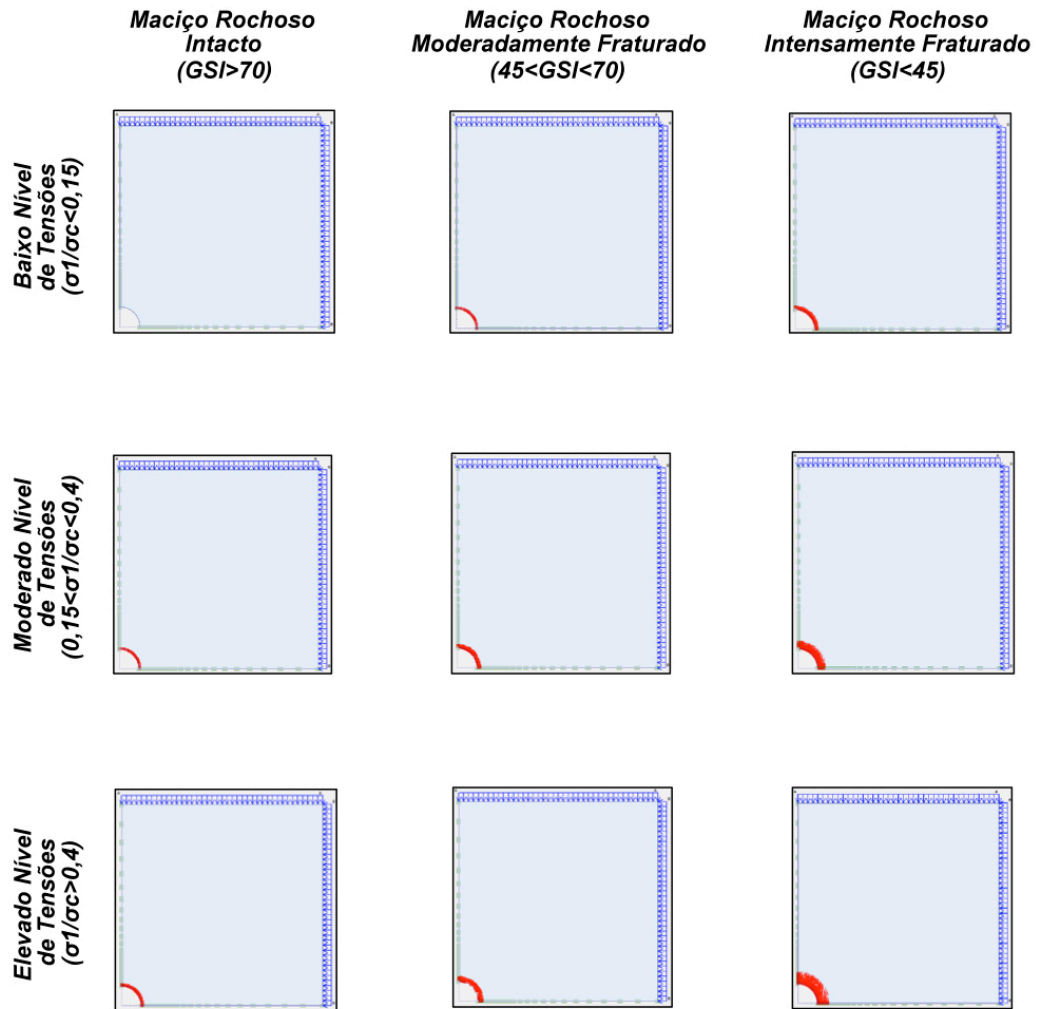 Maciço Rochoso
Intacto
(GSI>70)
Maciço Rochoso
Moderadamente Fraturado
(45<GSI<70)
Maciço Rochoso
Intensamente Fraturado
(GSI<45)
Baixo Nível
de Tensões
(σ1/σc<0,15)
Moderado Nível
de Tensões
(0,15<σ1/σc<0,4)
Elevado Nível
de Tensões
(σ1/σc>0,4)